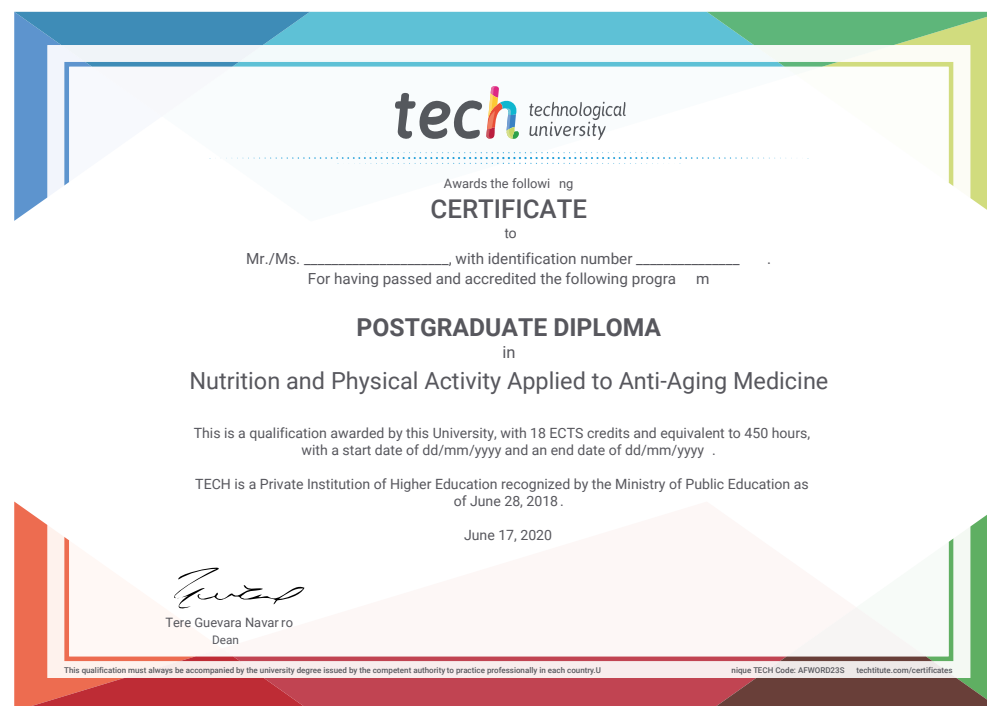 tech technological
university
Awards the followi ng
CERTIFICATE
to
Mr./Ms. ____________________, with identification number ______________ .
For having passed and accredited the following progra m
POSTGRADUATE DIPLOMA
in
Nutrition and Physical Activity Applied to Anti-Aging Medicine
This is a qualification awarded by this University, with 18 ECTS credits and equivalent to 450 hours,
with a start date of dd/mm/yyyy and an end date of dd/mm/yyyy .
TECH is a Private Institution of Higher Education recognized by the Ministry of Public Education as
of June 28, 2018 .
June 17, 2020
Tere Guevara Navar ro
Dean
This qualification must always be accompanied by the university degree issued by the competent authority to practice professionally in each country.U nique TECH Code: AFWORD23S techtitute.com/certificates